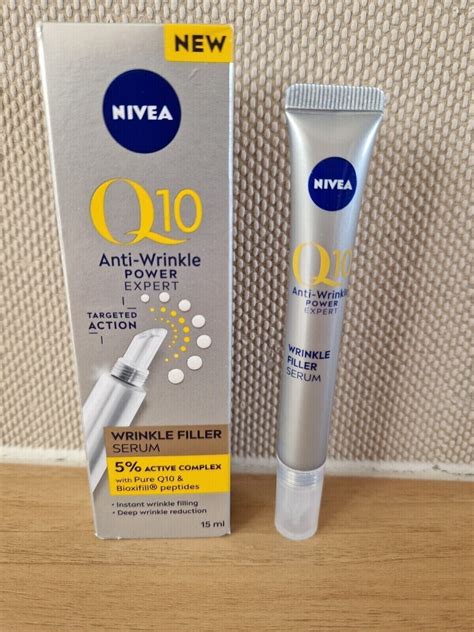 NEW
NIVEA
Q10
Anti-Wrinkle
POWER
EXPERT
TARGETED
ACTION
WRINKLE FILLER
SERUM
5% ACTIVE COMPLEX
with Pure Q10 &
Bioxifill® peptides
• Instant wrinkle filling
• Deep wrinkle reduction
15 ml
NIVEA
Q10
Anti-Wrinkle
POWER
EXPERT
WRINKLE
FILLER
SERUM